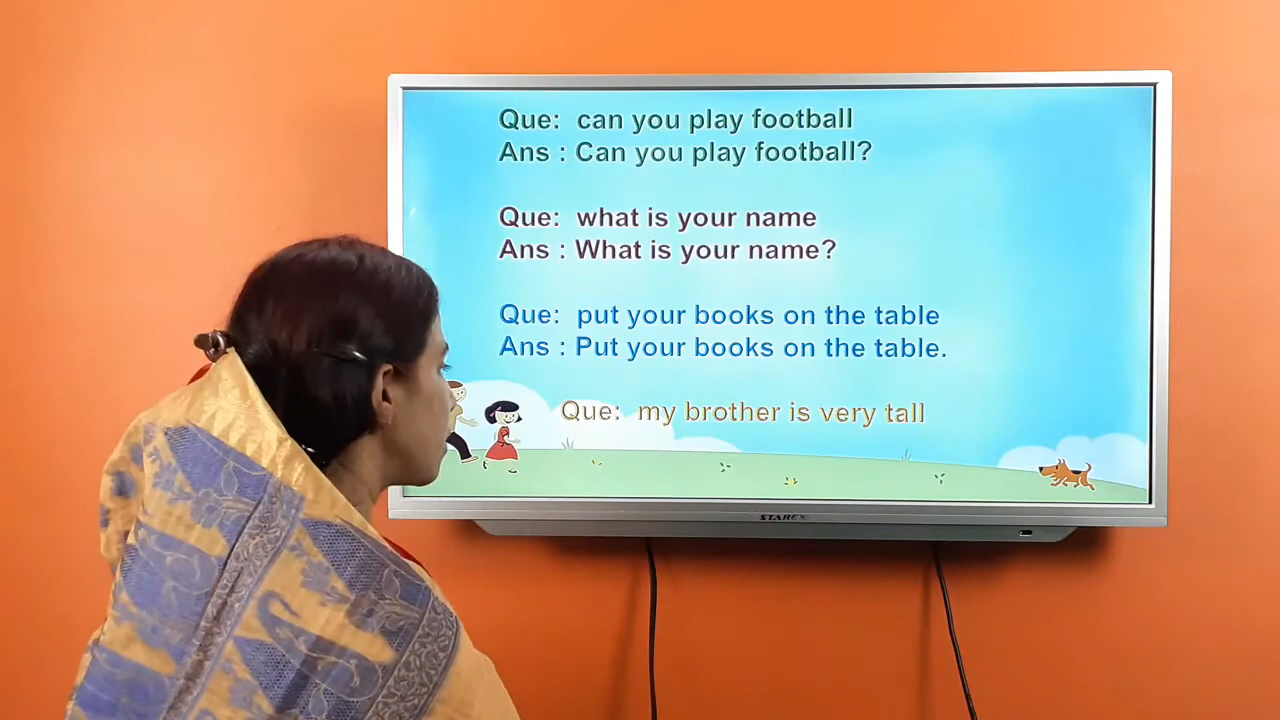 Que: can you play football
Ans : Can you play football?
Que: what is your name
Ans : What is your name?
Que: put your books on the table
Ans : Put your books on the table.
Que: my brother is very tall
STAREX